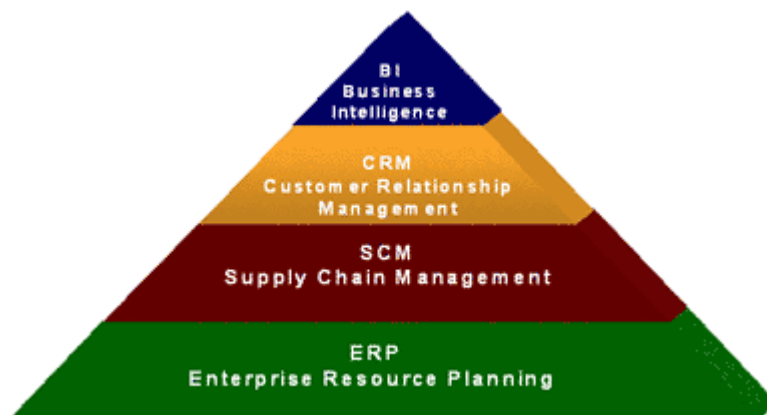 BI
Business
Intelligence
CRM
Customer Relationship
Management
SCM
Supply Chain Management
ERP
Enterprise Resource Planning